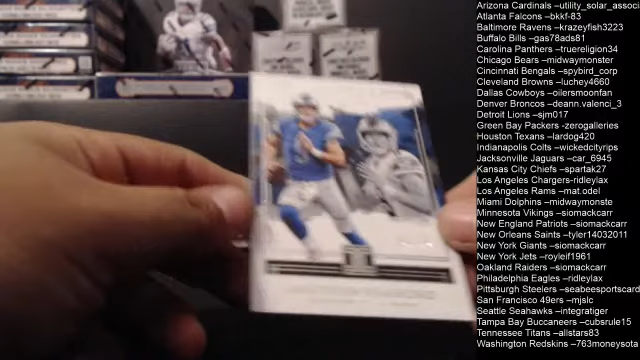 Arizona Cardinals –utility_solar_associ
Atlanta Falcons –bkkf-83
Baltimore Ravens –krazeyfish3223
Buffalo Bills –gas78ads81
Carolina Panthers –truereligion34
Chicago Bears –midwaymonster
Cincinnati Bengals –spybird_corp
Cleveland Browns –luchey4660
Dallas Cowboys –oilersmoonfan
Denver Broncos –deann.valenci_3
Detroit Lions –sjm017
Green Bay Packers -zerogalleries
Houston Texans –lardog420
Indianapolis Colts –wickedcityrips
Jacksonville Jaguars –car_6945
Kansas City Chiefs –spartak27
Los Angeles Chargers-ridleylax
Los Angeles Rams –mat.odel
Miami Dolphins –midwaymonste
Minnesota Vikings –siomackcarr
New England Patriots –siomackcarr
New Orleans Saints –tyler14032011
New York Giants –siomackcarr
New York Jets –royleif1961
Oakland Raiders –siomackcarr
Philadelphia Eagles –ridleylax
Pittsburgh Steelers –seabeesportscard
San Francisco 49ers –mjslc
Seattle Seahawks –integratiger
Tampa Bay Buccaneers –cubsrule15
Tennessee Titans –allstars83
Washington Redskins –763moneysota